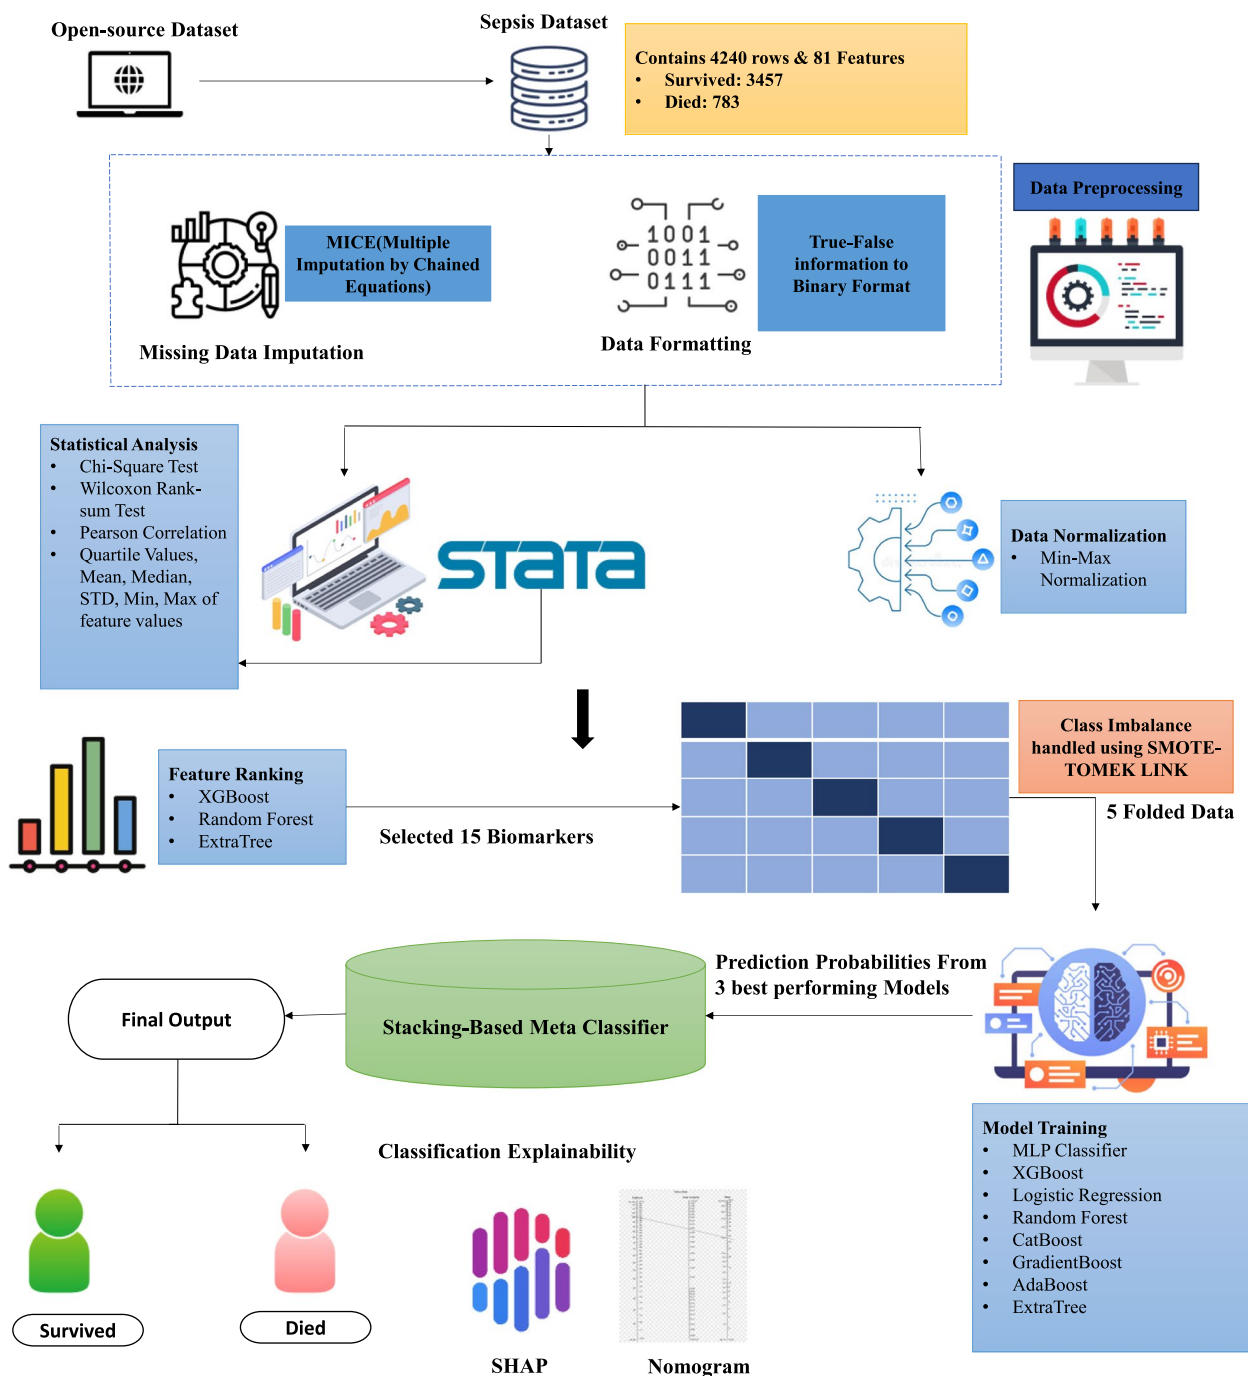 Open-source Dataset
Sepsis Dataset
Contains 4240 rows & 81 Features
• Survived: 3457
• Died: 783
Data Preprocessing
MICE(Multiple
Imputation by Chained
Equations)
1001
0011
0111
True-False
information to
Binary Format
Missing Data Imputation
Data Formatting
Statistical Analysis
• Chi-Square Test
• Wilcoxon Rank-
sum Test
• Pearson Correlation
• Quartile Values,
Mean, Median,
STD, Min, Max of
feature values
STATA
Data Normalization
• Min-Max
Normalization
Class Imbalance
handled using SMOTE-
TOMEK LINK
Feature Ranking
• XGBoost
• Random Forest
• ExtraTree
Selected 15 Biomarkers
5 Folded Data
Prediction Probabilities From
3 best performing Models
Stacking-Based Meta Classifier
Final Output
Model Training
• MLP Classifier
• XGBoost
• Logistic Regression
• Random Forest
• CatBoost
• GradientBoost
• AdaBoost
• ExtraTree
Classification Explainability
Survived
Died
SHAP
Nomogram